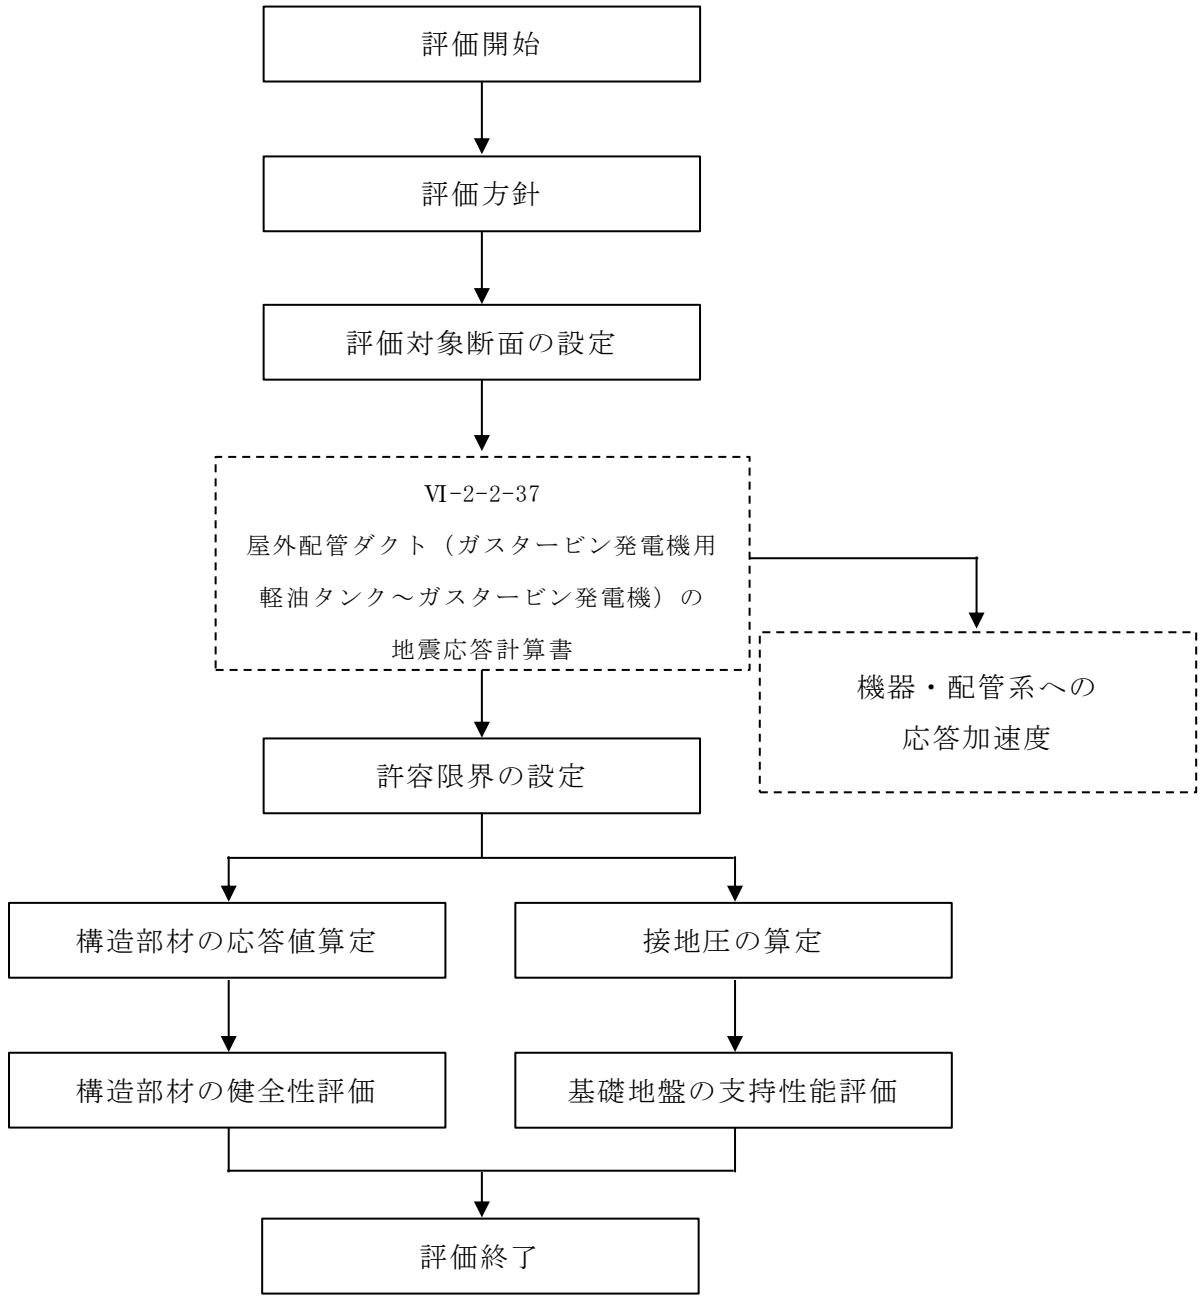 評価開始
評価方針
評価対象断面の設定
Ⅵ-2-2-37
屋外配管ダクト（ガスタービン発電機用
軽油タンク～ガスタービン発電機）の
地震応答計算書
機器・配管系への
応答加速度
許容限界の設定
構造部材の応答値算定
接地圧の算定
構造部材の健全性評価
基礎地盤の支持性能評価
評価終了